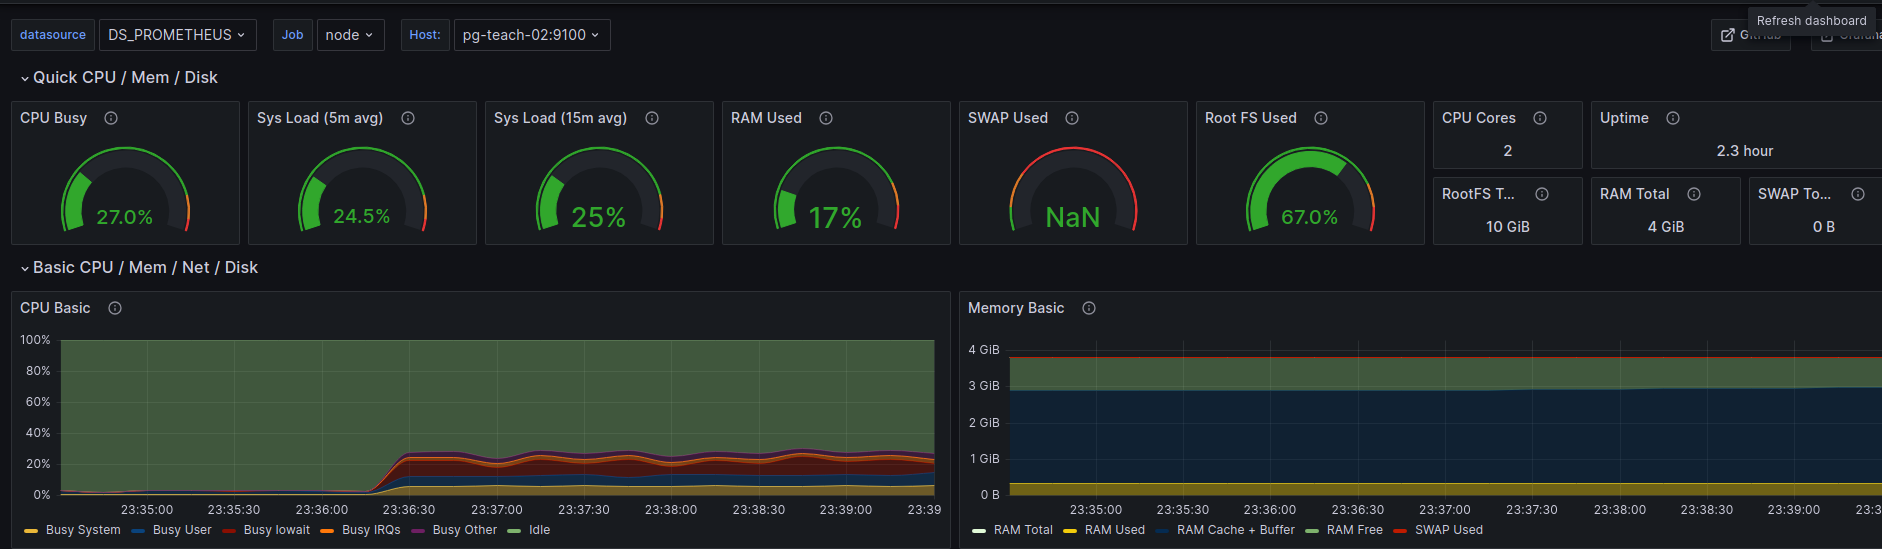 Refresh dashboard
datasource DS_PROMETHEUS Job node Host: pg-teach-02:9100 GitHub
Quick CPU / Mem / Disk
CPU Busy Sys Load (5m avg) Sys Load (15m avg) RAM Used SWAP Used Root FS Used CPU Cores Uptime
2 2.3 hour
RootFS T... RAM Total SWAP To...
27.0% 24.5% 25% 17% NaN 67.0% 10 GiB 4 GiB 0 B
Basic CPU / Mem / Net / Disk
CPU Basic
100%
80%
60%
40%
20%
0%
23:35:00 23:35:30 23:36:00 23:36:30 23:37:00 23:37:30 23:38:00 23:38:30 23:39:00 23:39
Busy System Busy User Busy Iowait Busy IRQs Busy Other Idle
Memory Basic
4 GiB
3 GiB
2 GiB
1 GiB
0 B
23:35:00 23:35:30 23:36:00 23:36:30 23:37:00 23:37:30 23:38:00 23:38:30 23:39:00 23:3
RAM Total RAM Used RAM Cache + Buffer RAM Free SWAP Used